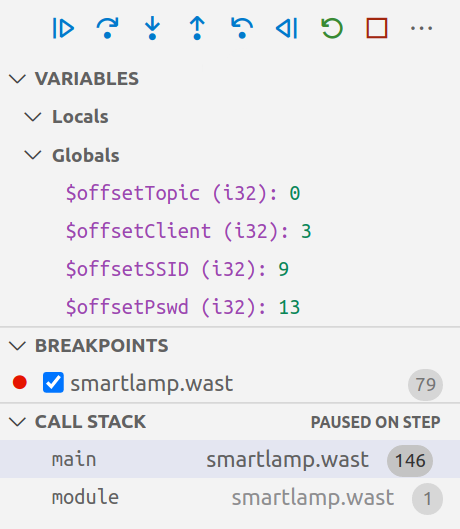 VARIABLES
Locals
Globals
$offsetTopic (i32): 0
$offsetClient (i32): 3
$offsetSSID (i32): 9
$offsetPswd (i32): 13
BREAKPOINTS
smartlamp.wast 79
CALL STACK PAUSED ON STEP
main smartlamp.wast 146
module smartlamp.wast 1